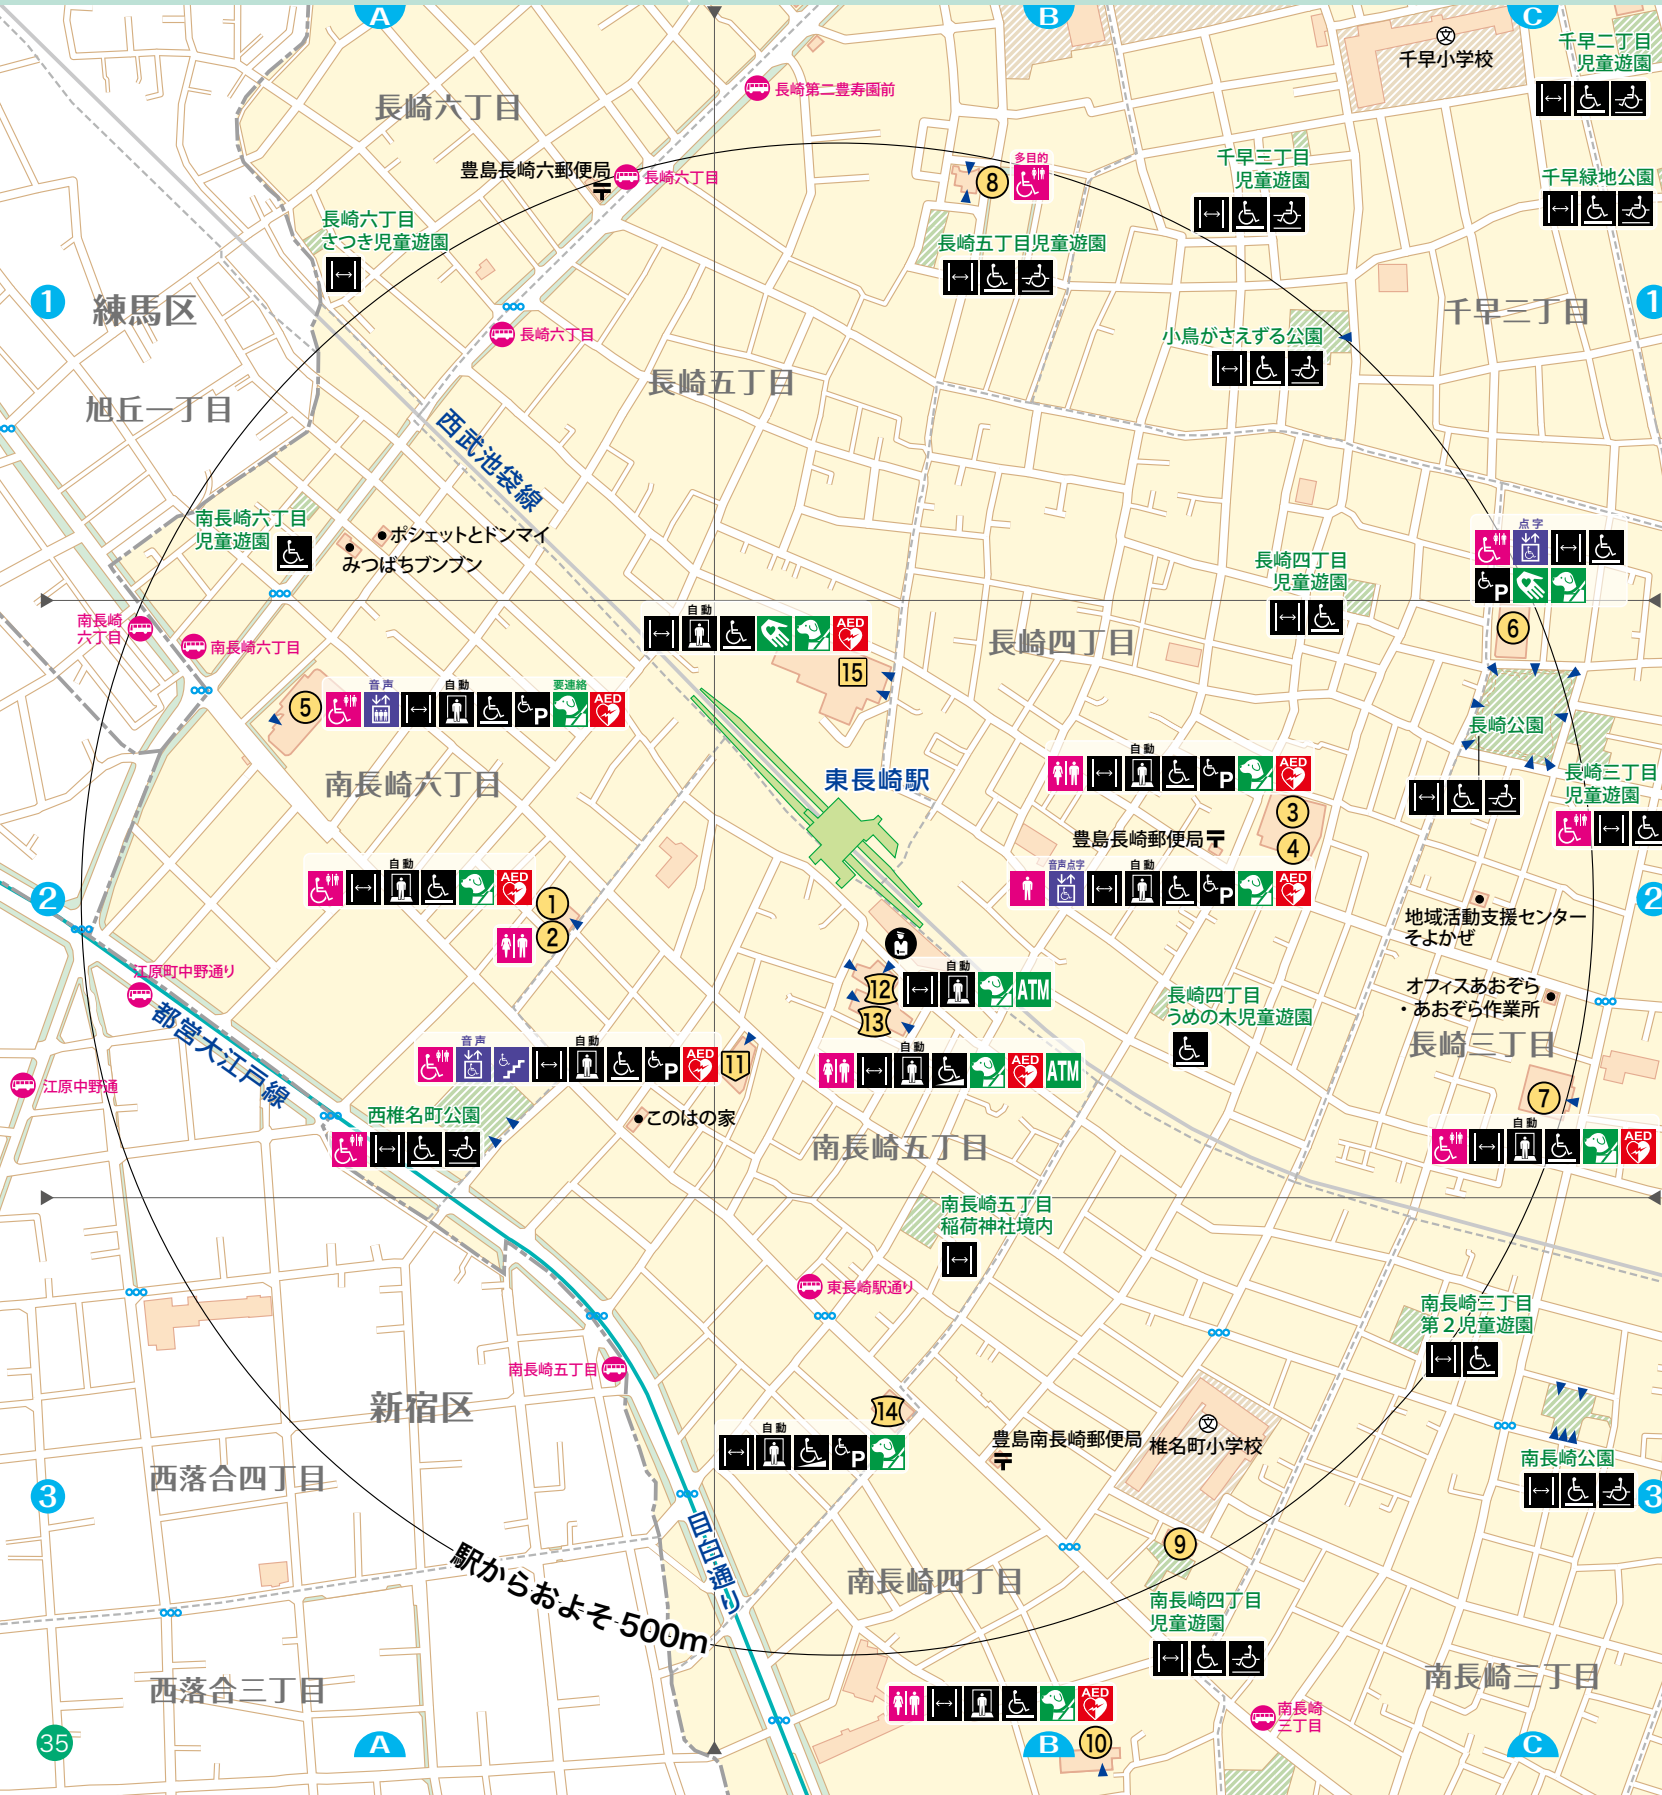 A
B
C
千早小学校
千早二丁目
児童遊園
長崎第二豊寿園前
長崎六丁目
豊島長崎六郵便局
長崎六丁目
多目的
8
千早三丁目
児童遊園
千早緑地公園
長崎六丁目
さつき児童遊園
長崎五丁目児童遊園
1
練馬区
千早三丁目
1
長崎六丁目
小鳥がさえずる公園
長崎五丁目
旭丘一丁目
西武池袋線
南長崎六丁目
児童遊園
ポシェットとドンマイ
みつばちブンブン
点字
P
長崎四丁目
児童遊園
6
南長崎
六丁目
南長崎六丁目
自動
AED
15
長崎四丁目
5
音声
自動
要連絡
P
AED
長崎公園
南長崎六丁目
東長崎駅
自動
P
AED
長崎三丁目
児童遊園
3
4
豊島長崎郵便局
自動
AED
音声点字
自動
P
AED
2
1
2
2
地域活動支援センター
そよかぜ
江原町中野通り
12
自動
ATM
13
オフィスあおぞら
・あおぞら作業所
長崎四丁目
うめの木児童遊園
都営大江戸線
長崎三丁目
音声
自動
P
AED
11
自動
AED
ATM
江原中野通
7
西椎名町公園
このはの家
自動
AED
南長崎五丁目
南長崎五丁目
稲荷神社境内
東長崎駅通り
南長崎三丁目
第2児童遊園
南長崎五丁目
新宿区
14
自動
P
豊島南長崎郵便局
椎名町小学校
南長崎公園
西落合四丁目
3
3
目白通り
9
駅からおよそ500m
南長崎四丁目
南長崎四丁目
児童遊園
西落合三丁目
南長崎三丁目
AED
南長崎
三丁目
35
A
B
10
C